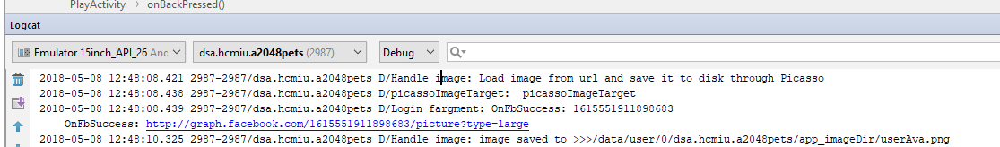 PlayActivity › onBackPressed()
Logcat
Emulator 15inch_API_26 Anc dsa.hcmiu.a2048pets (2987) Debug
2018-05-08 12:48:08.421 2987-2987/dsa.hcmiu.a2048pets D/Handle image: Load image from url and save it to disk through Picasso
2018-05-08 12:48:08.438 2987-2987/dsa.hcmiu.a2048pets D/picassoImageTarget:  picassoImageTarget
2018-05-08 12:48:08.439 2987-2987/dsa.hcmiu.a2048pets D/Login fargment: OnFbSuccess: 1615551911898683
OnFbSuccess: http://graph.facebook.com/1615551911898683/picture?type=large
2018-05-08 12:48:10.325 2987-2987/dsa.hcmiu.a2048pets D/Handle image: image saved to >>>/data/user/0/dsa.hcmiu.a2048pets/app_imageDir/userAva.png